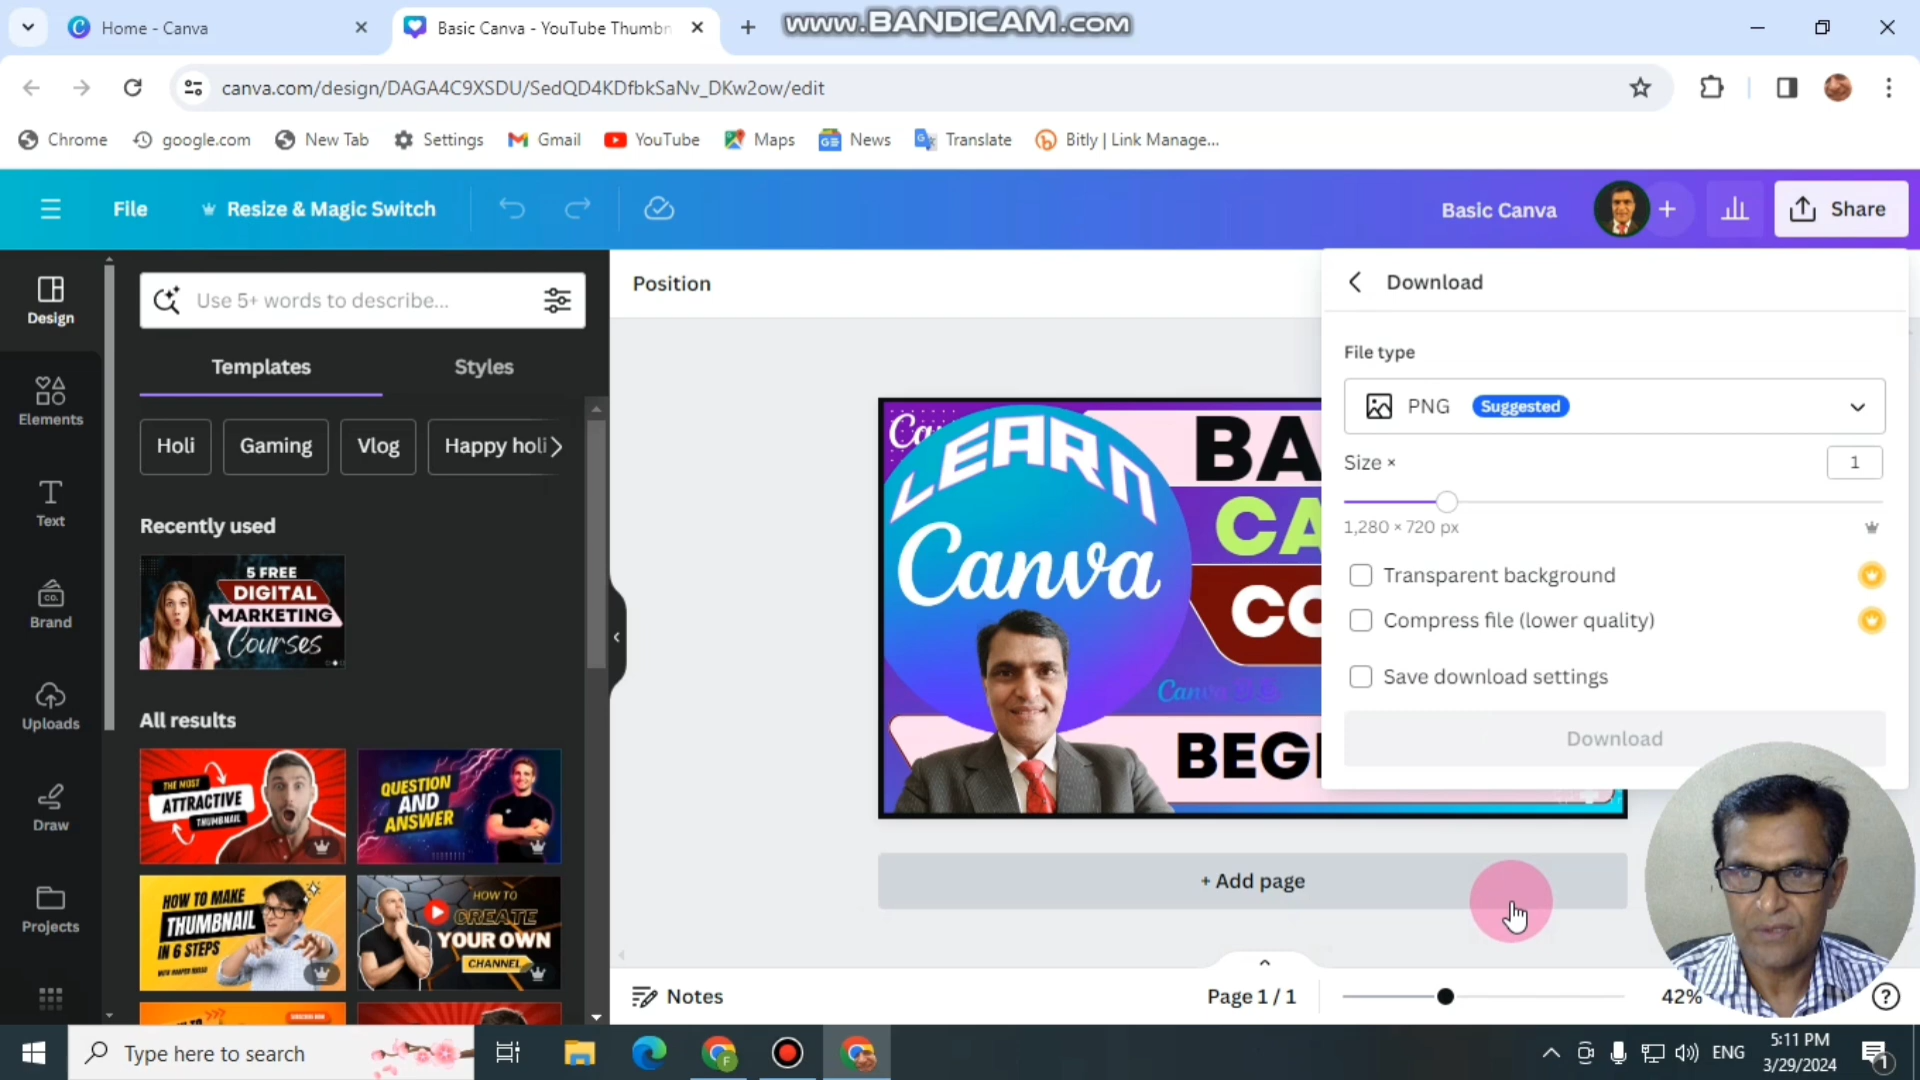 www.BANDICAM.com
Home - Canva
Basic Canva - YouTube Thumbn
canva.com/design/DAGA4C9XSDU/SedQD4KDfbkSaNv_DKw2ow/edit
Chrome
google.com
New Tab
Settings
Gmail
YouTube
Maps
News
Translate
Bitly | Link Manage...
File
Resize & Magic Switch
Basic Canva
Share
Design
Elements
Text
Brand
Uploads
Draw
Projects
Use 5+ words to describe...
Templates
Styles
Holi
Gaming
Vlog
Happy holi
Recently used
5 FREE
DIGITAL
MARKETING
Courses
All results
THE MOST
ATTRACTIVE
THUMBNAIL
QUESTION
AND
ANSWER
HOW TO MAKE
THUMBNAIL
IN 6 STEPS
HOW TO
CREATE
YOUR OWN
CHANNEL
Position
LEARN
Canva
BA
CA
CO
Canva
BEGI
Download
File type
PNG
Suggested
Size ×
1
1,280 × 720 px
Transparent background
Compress file (lower quality)
Save download settings
Download
+ Add page
Notes
Page 1 / 1
42%
Type here to search
ENG
5:11 PM
3/29/2024
1